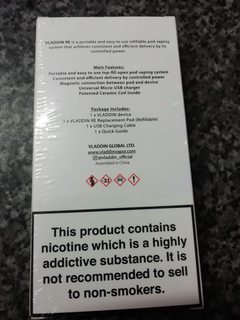 VLADDIN RE is a portable and easy to use refillable pod vaping
system that achieves consistent and efficient delivery by its
controlled power.
Main Features:
Portable and easy to use top fill open pod vaping system
Consistent and efficient delivery by its
controlled power
Magnetic connection between pod and device
Universal Micro-USB charger
Patented Ceramic Coil inside
Package Includes:
1 x VLADDIN device
1 x VLADDIN RE Replacement Pod (Refillable)
1 x USB Charging Cable
1 x Quick Guide
VLADDIN GLOBAL LTD.
www.vladdinvapor.com
@vladdin_official
Assembled in China
This product contains
nicotine which is a highly
addictive substance. It is
not recommended to sell
to non-smokers.